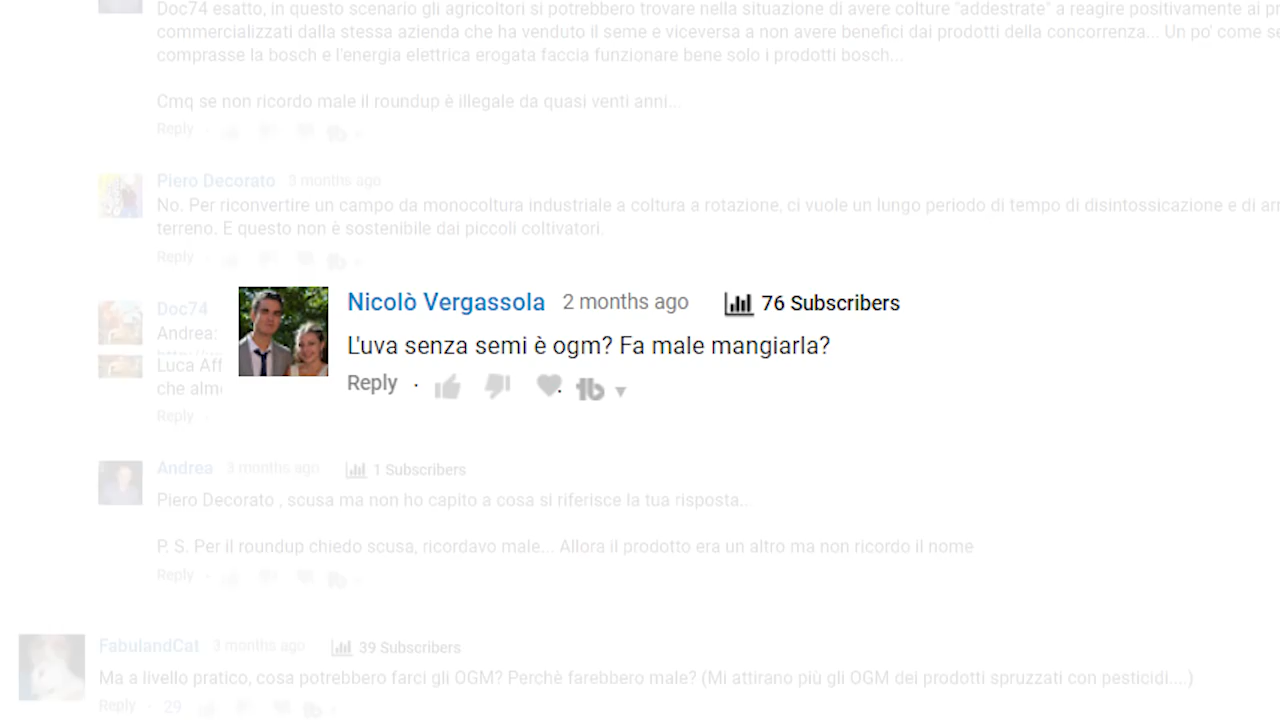 Doc74 esatto, in questo scenario gli agricoltori si potrebbero trovare nella situazione di avere colture "addestrate" a reagire positivamente ai
commercializzati dalla stessa azienda che ha venduto il seme e viceversa a non avere benefici dai prodotti della concorrenza... Un po' come
comprasse la bosch e l'energia elettrica erogata faccia funzionare bene solo i prodotti bosch...
Cmq se non ricordo male il roundup è illegale da quasi venti anni...
Reply
Piero Decorato 3 months ago
No. Per riconvertire un campo da monocoltura industriale a coltura a rotazione, ci vuole un lungo periodo di tempo di disintossicazione e di
terreno. E questo non è sostenibile dai piccoli coltivatori.
Reply
Doc74
Andrea:
Luca
che
Reply
Nicolò Vergassola 2 months ago 76 Subscribers
L'uva senza semi è ogm? Fa male mangiarla?
Reply
Andrea 3 months ago 1 Subscribers
Piero Decorato , scusa ma non ho capito a cosa si riferisce la tua risposta..
P. S. Per il roundup chiedo scusa, ricordavo male... Allora il prodotto era un altro ma non ricordo il nome
Reply
FabulandCat 3 months ago 39 Subscribers
Ma a livello pratico, cosa potrebbero farci gli OGM? Perchè farebbero male? (Mi attirano più gli OGM dei prodotti spruzzati con pesticidi....)
Reply · 29